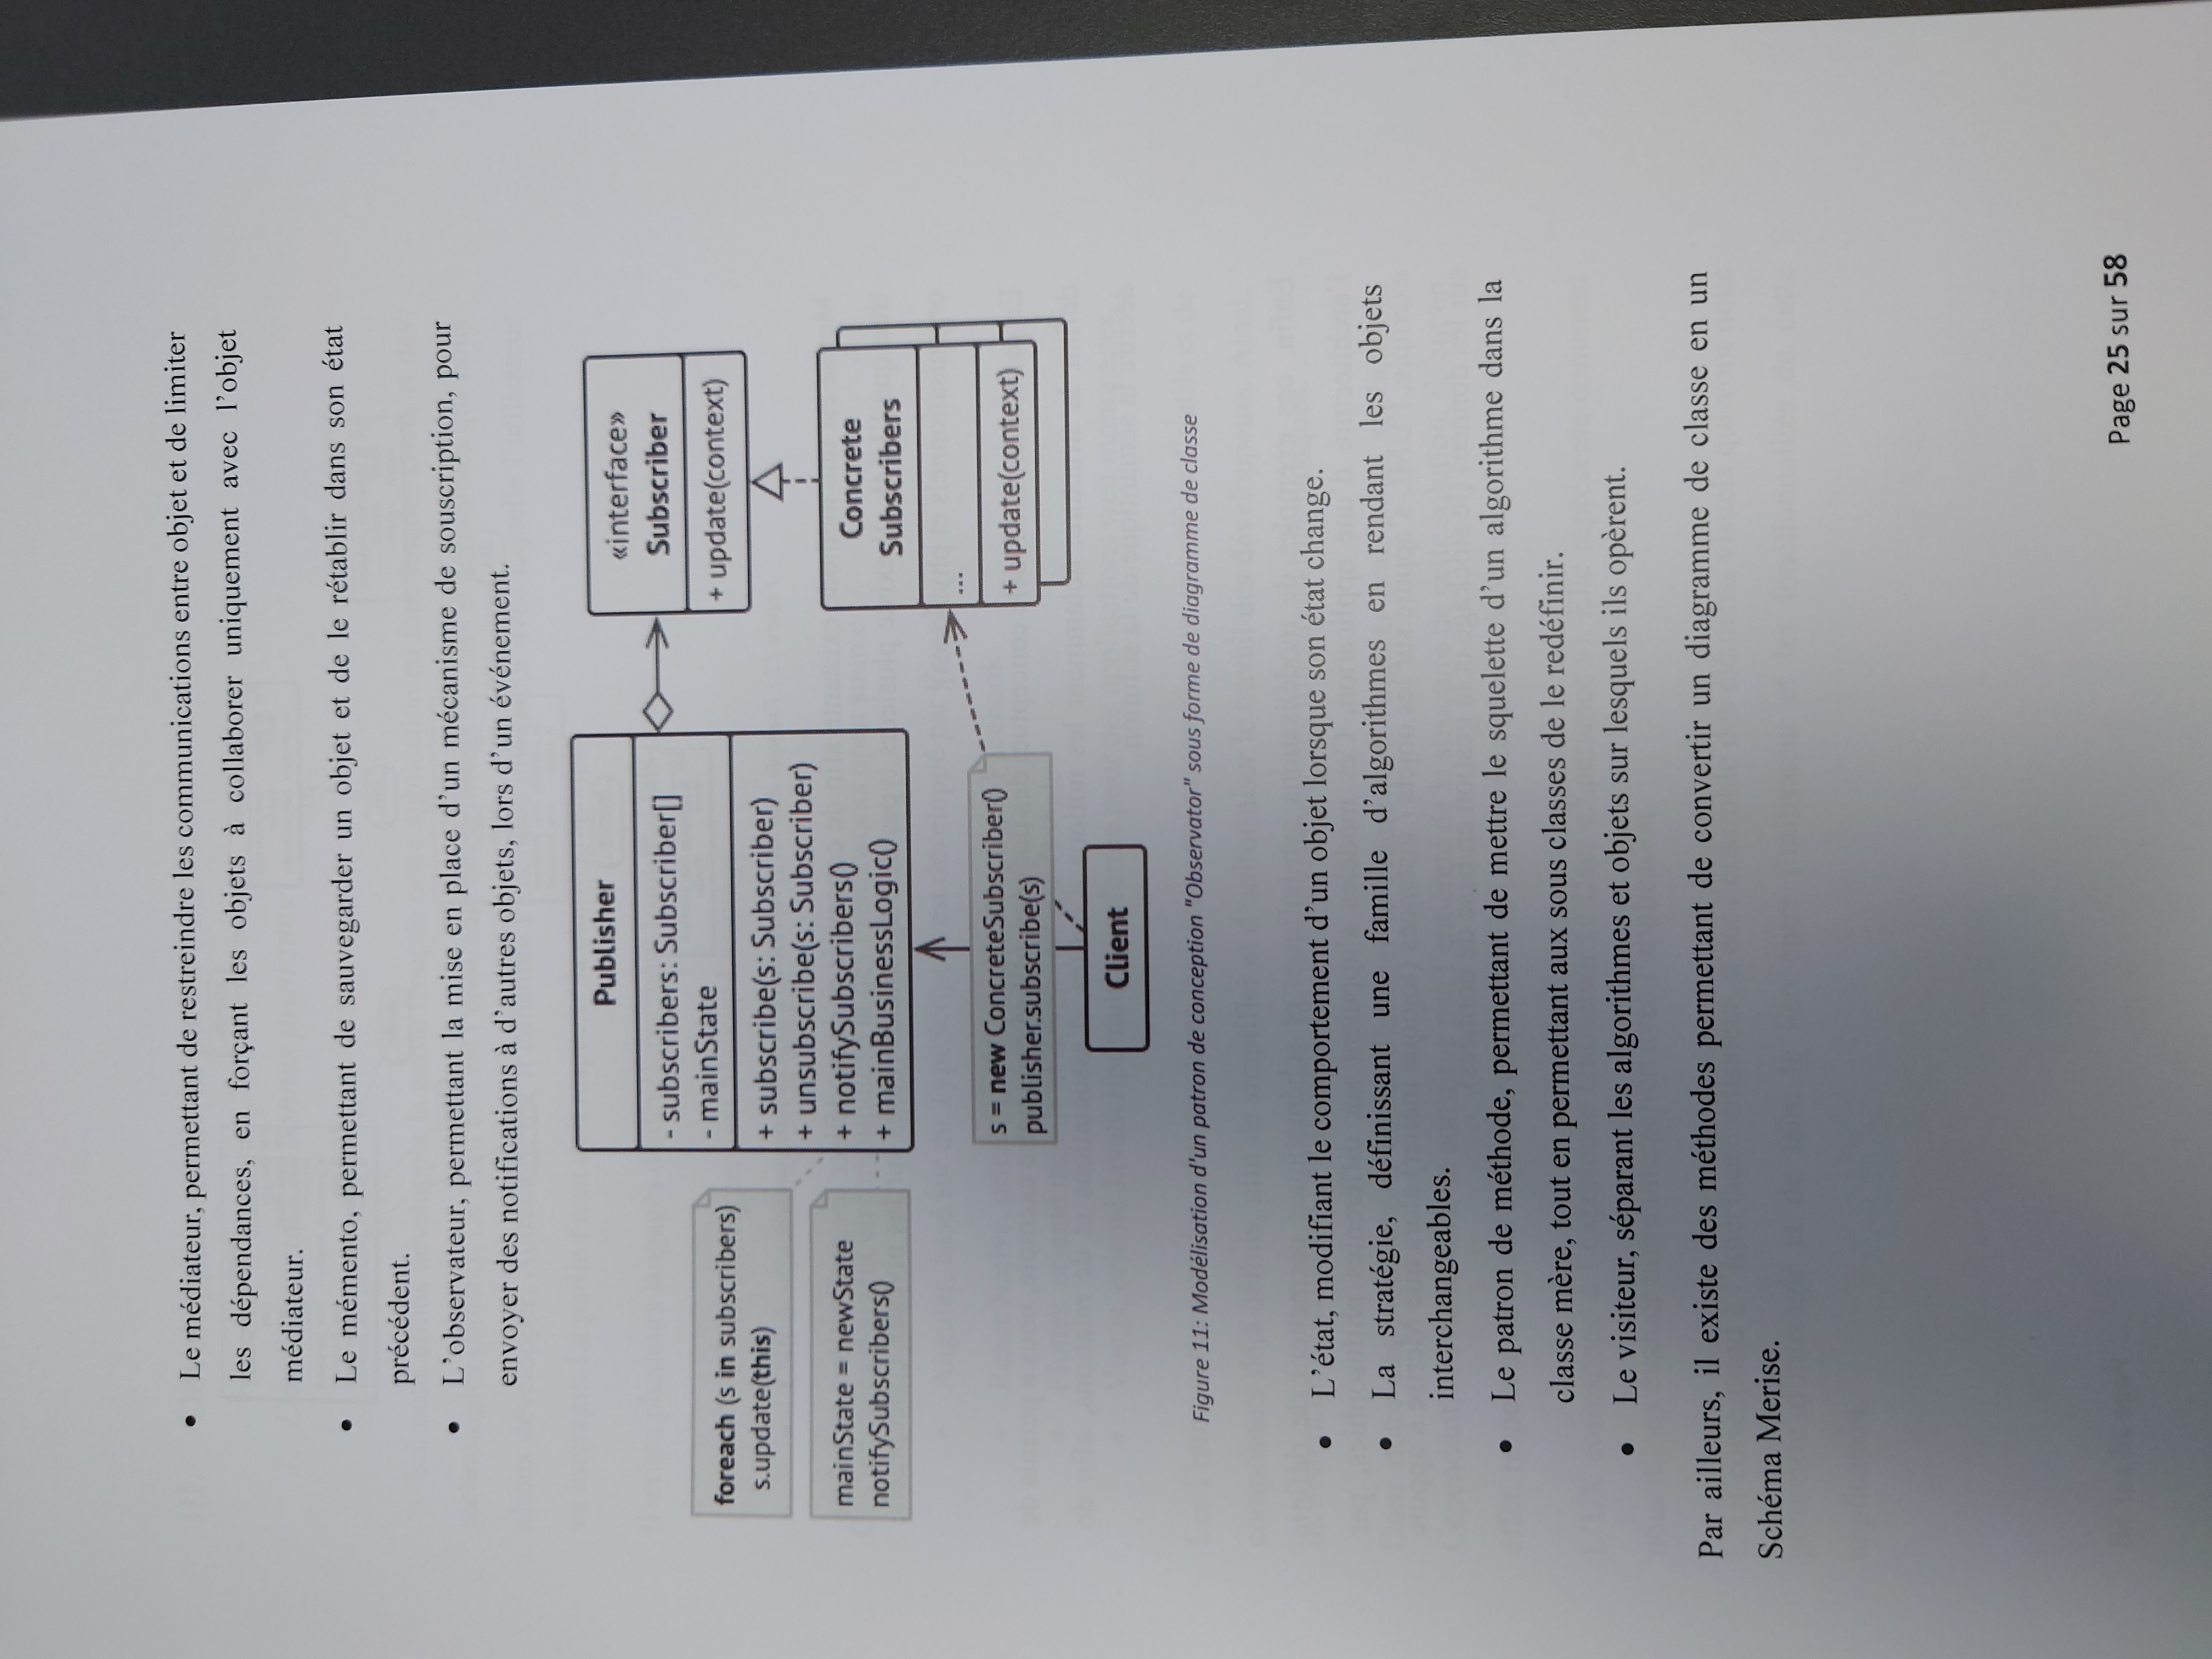 • Le médiateur, permettant de restreindre les communications entre objet et de limiter
les dépendances, en forçant les objets à collaborer uniquement avec l'objet
médiateur.
• Le mémento, permettant de sauvegarder un objet et de le rétablir dans son état
précédent.
• L'observateur, permettant la mise en place d'un mécanisme de souscription, pour
envoyer des notifications à d'autres objets, lors d'un événement.
Publisher
- subscribers: Subscriber[]
- mainState
+ subscribe(s: Subscriber)
+ unsubscribe(s: Subscriber)
+ notifySubscribers()
+ mainBusinessLogic()
«interface»
Subscriber
+ update(context)
foreach (s in subscribers)
s.update(this)
mainState = newState
notifySubscribers()
Concrete
Subscribers
...
+ update(context)
s = new ConcreteSubscriber()
publisher.subscribe(s)
Client
Figure 11: Modélisation d'un patron de conception "Observator" sous forme de diagramme de classe
• L'état, modifiant le comportement d'un objet lorsque son état change.
• La stratégie, définissant une famille d'algorithmes en rendant les objets
interchangeables.
• Le patron de méthode, permettant de mettre le squelette d'un algorithme dans la
classe mère, tout en permettant aux sous classes de le redéfinir.
• Le visiteur, séparant les algorithmes et objets sur lesquels ils opèrent.
Par ailleurs, il existe des méthodes permettant de convertir un diagramme de classe en un
Schéma Merise.
Page 25 sur 58